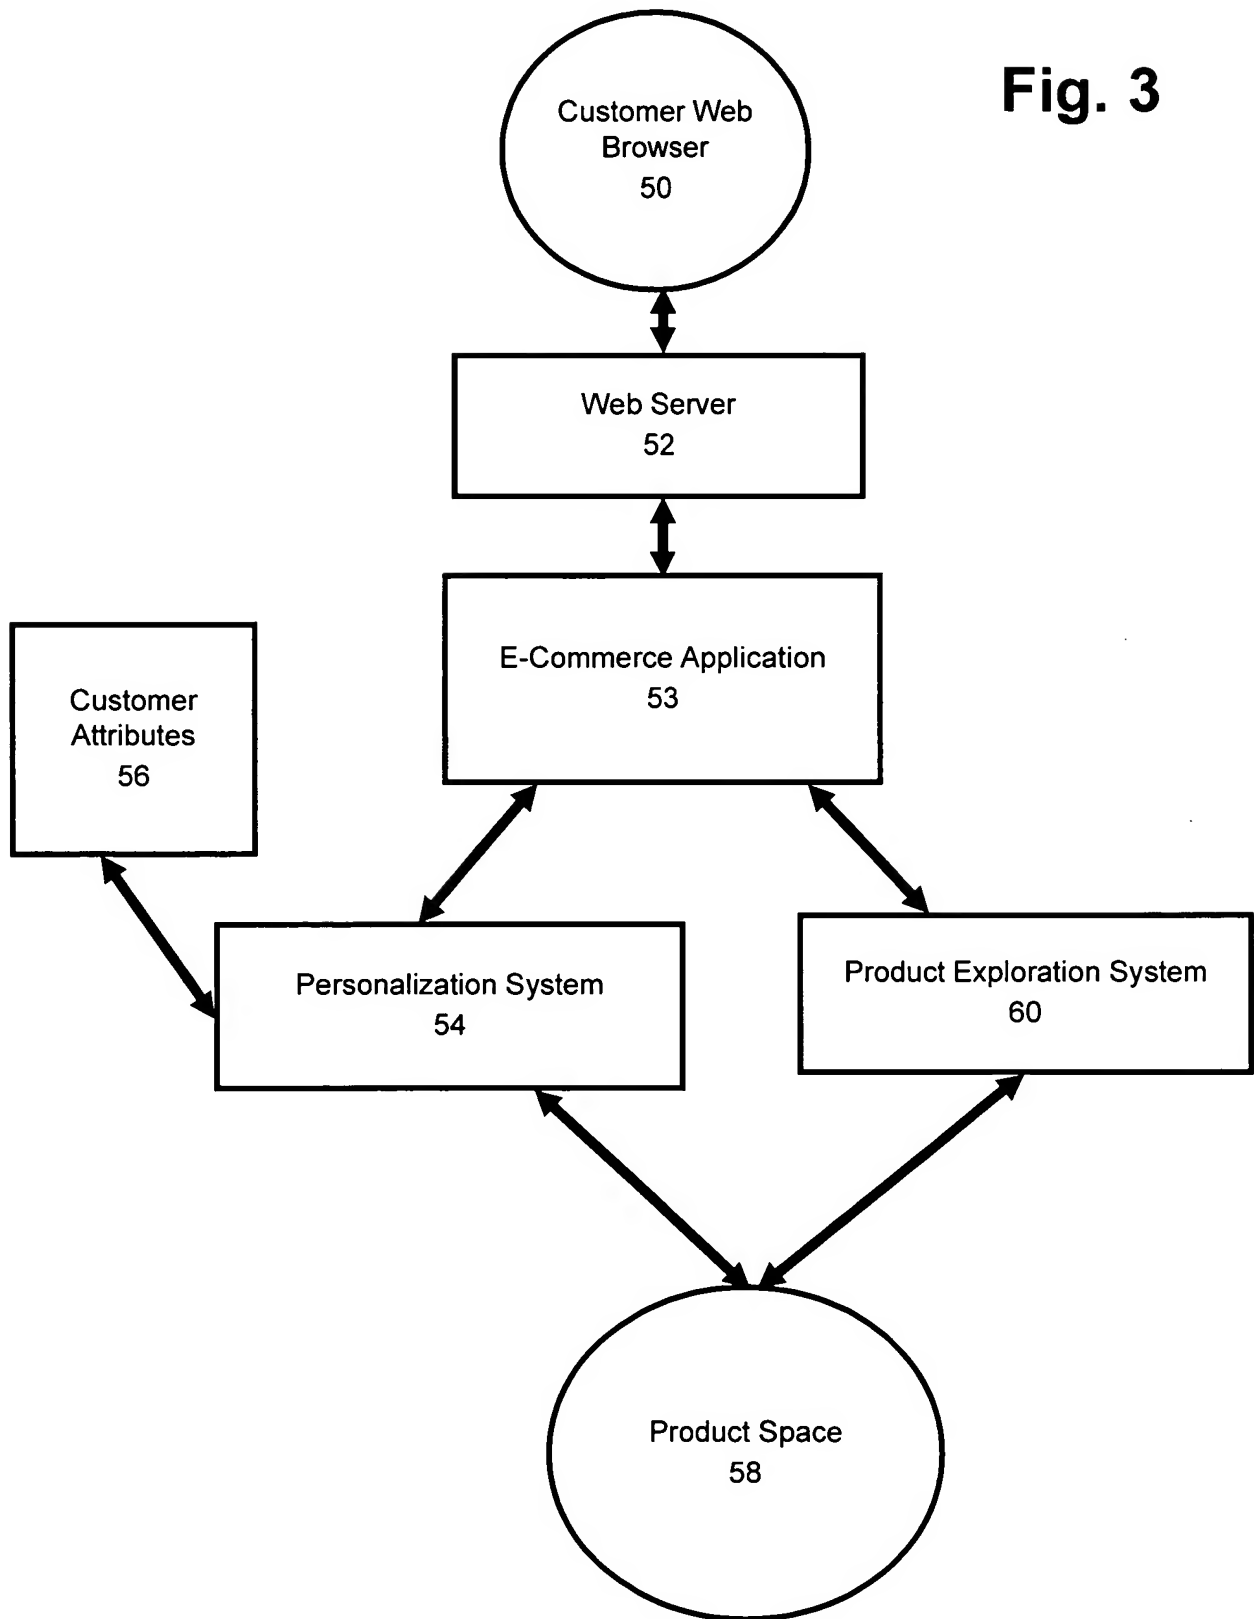 Fig. 3
Customer Web
Browser
50
Web Server
52
E-Commerce Application
53
Customer
Attributes
56
Personalization System
54
Product Exploration System
60
Product Space
58